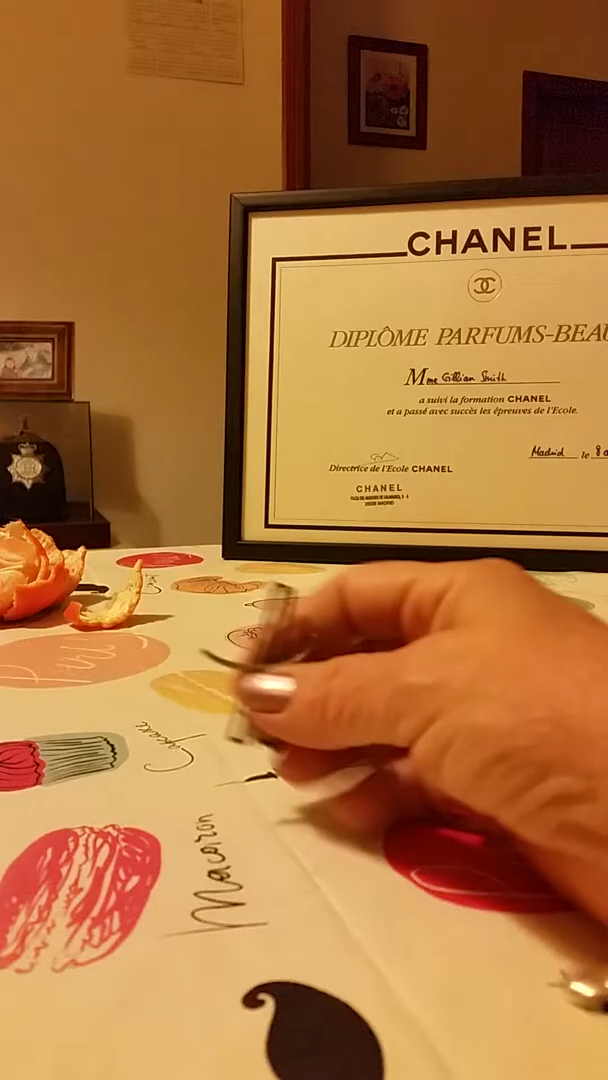 CHANEL
DIPLÔME PARFUMS-BEAU
Mme Gillian Smith
a suivi la formation CHANEL
et a passé avec succès les épreuves de l'Ecole.
Madrid le 8
Directrice de l'Ecole CHANEL
CHANEL
Macaron